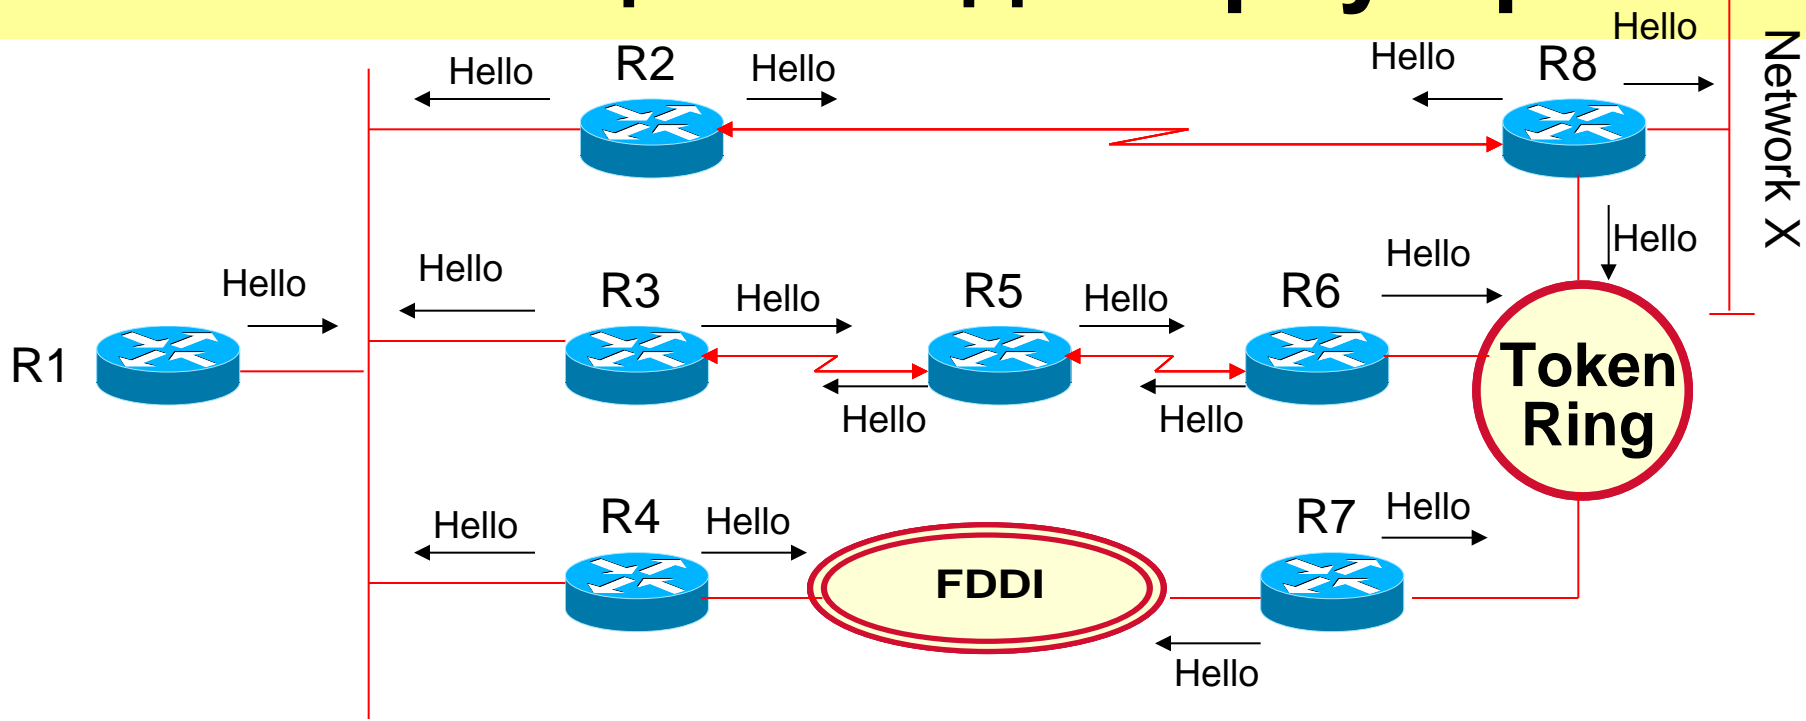 Hello
Hello R2 Hello Hello R8
Network X
Hello
Hello Hello R3 Hello R5 Hello R6 Hello
R1
Hello Hello
Token
Ring
Hello R4 Hello R7 Hello
FDDI
Hello